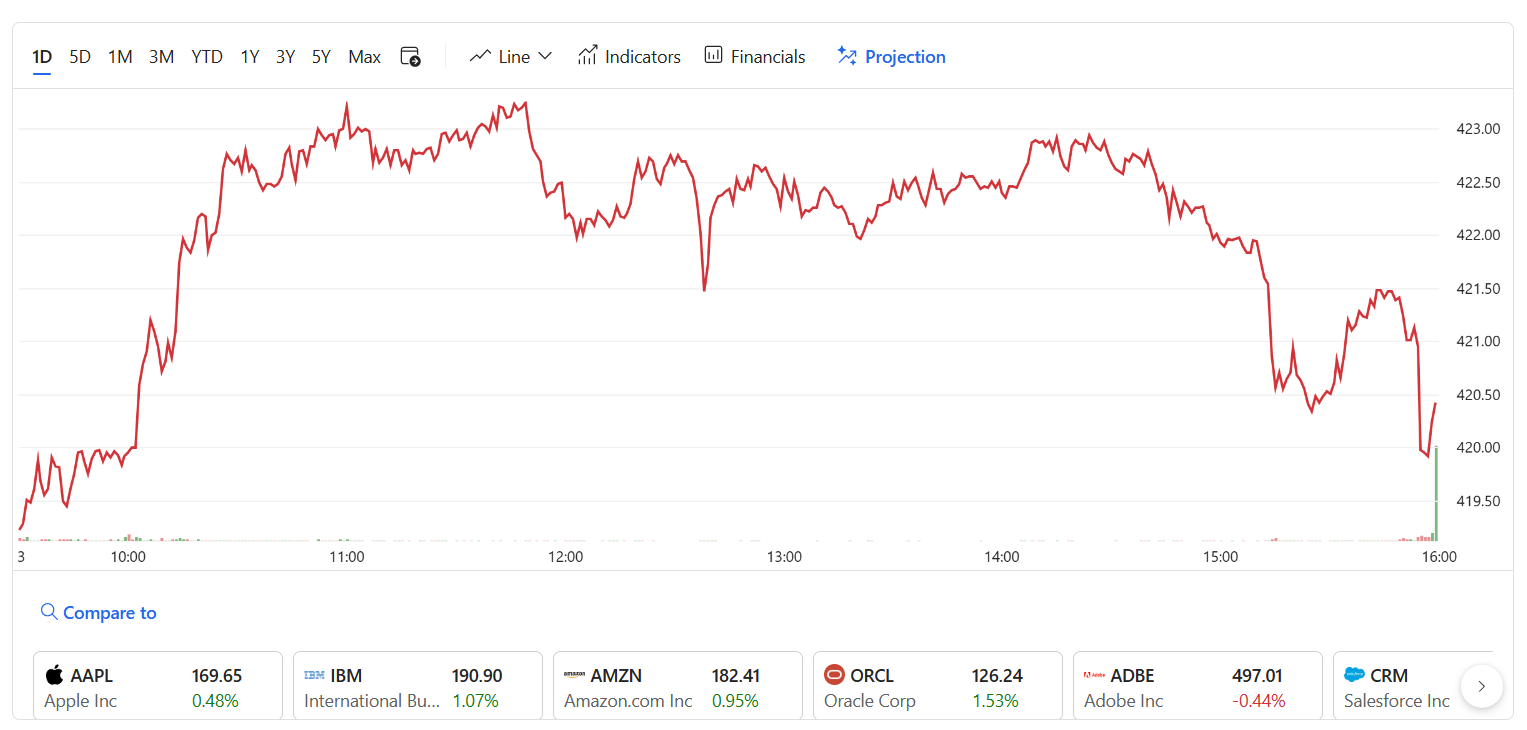 1D 5D 1M 3M YTD 1Y 3Y 5Y Max Line Indicators Financials Projection
423.00
422.50
422.00
421.50
421.00
420.50
420.00
419.50
3 10:00 11:00 12:00 13:00 14:00 15:00 16:00
Compare to
AAPL 169.65
Apple Inc 0.48%
IBM IBM 190.90
International Bu... 1.07%
amazon AMZN 182.41
Amazon.com Inc 0.95%
ORCL 126.24
Oracle Corp 1.53%
Adobe ADBE 497.01
Adobe Inc -0.44%
salesforce CRM
Salesforce Inc